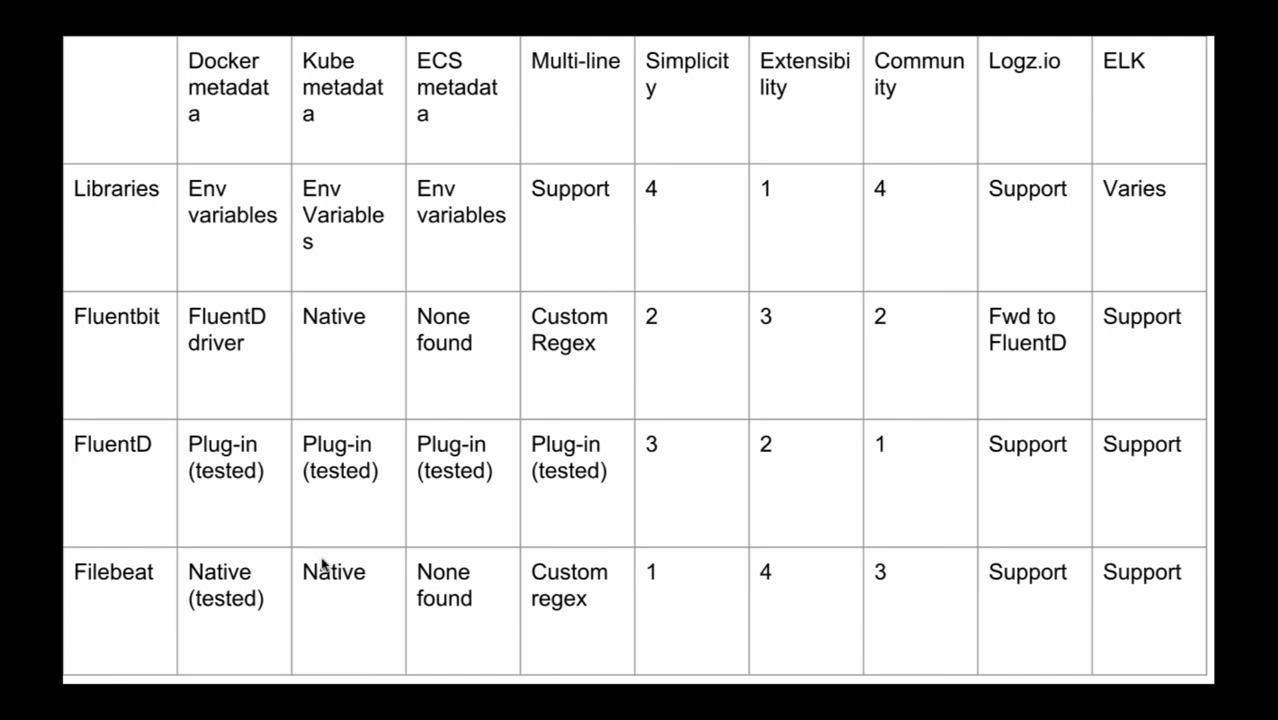 Docker metadat a Kube metadat a ECS metadat a Multi-line Simplicit y Extensibi lity Commun ity Logz.io ELK
Libraries Env variables Env Variable s Env variables Support 4 1 4 Support Varies
Fluentbit FluentD driver Native None found Custom Regex 2 3 2 Fwd to FluentD Support
FluentD Plug-in (tested) Plug-in (tested) Plug-in (tested) Plug-in (tested) 3 2 1 Support Support
Filebeat Native (tested) Native None found Custom regex 1 4 3 Support Support